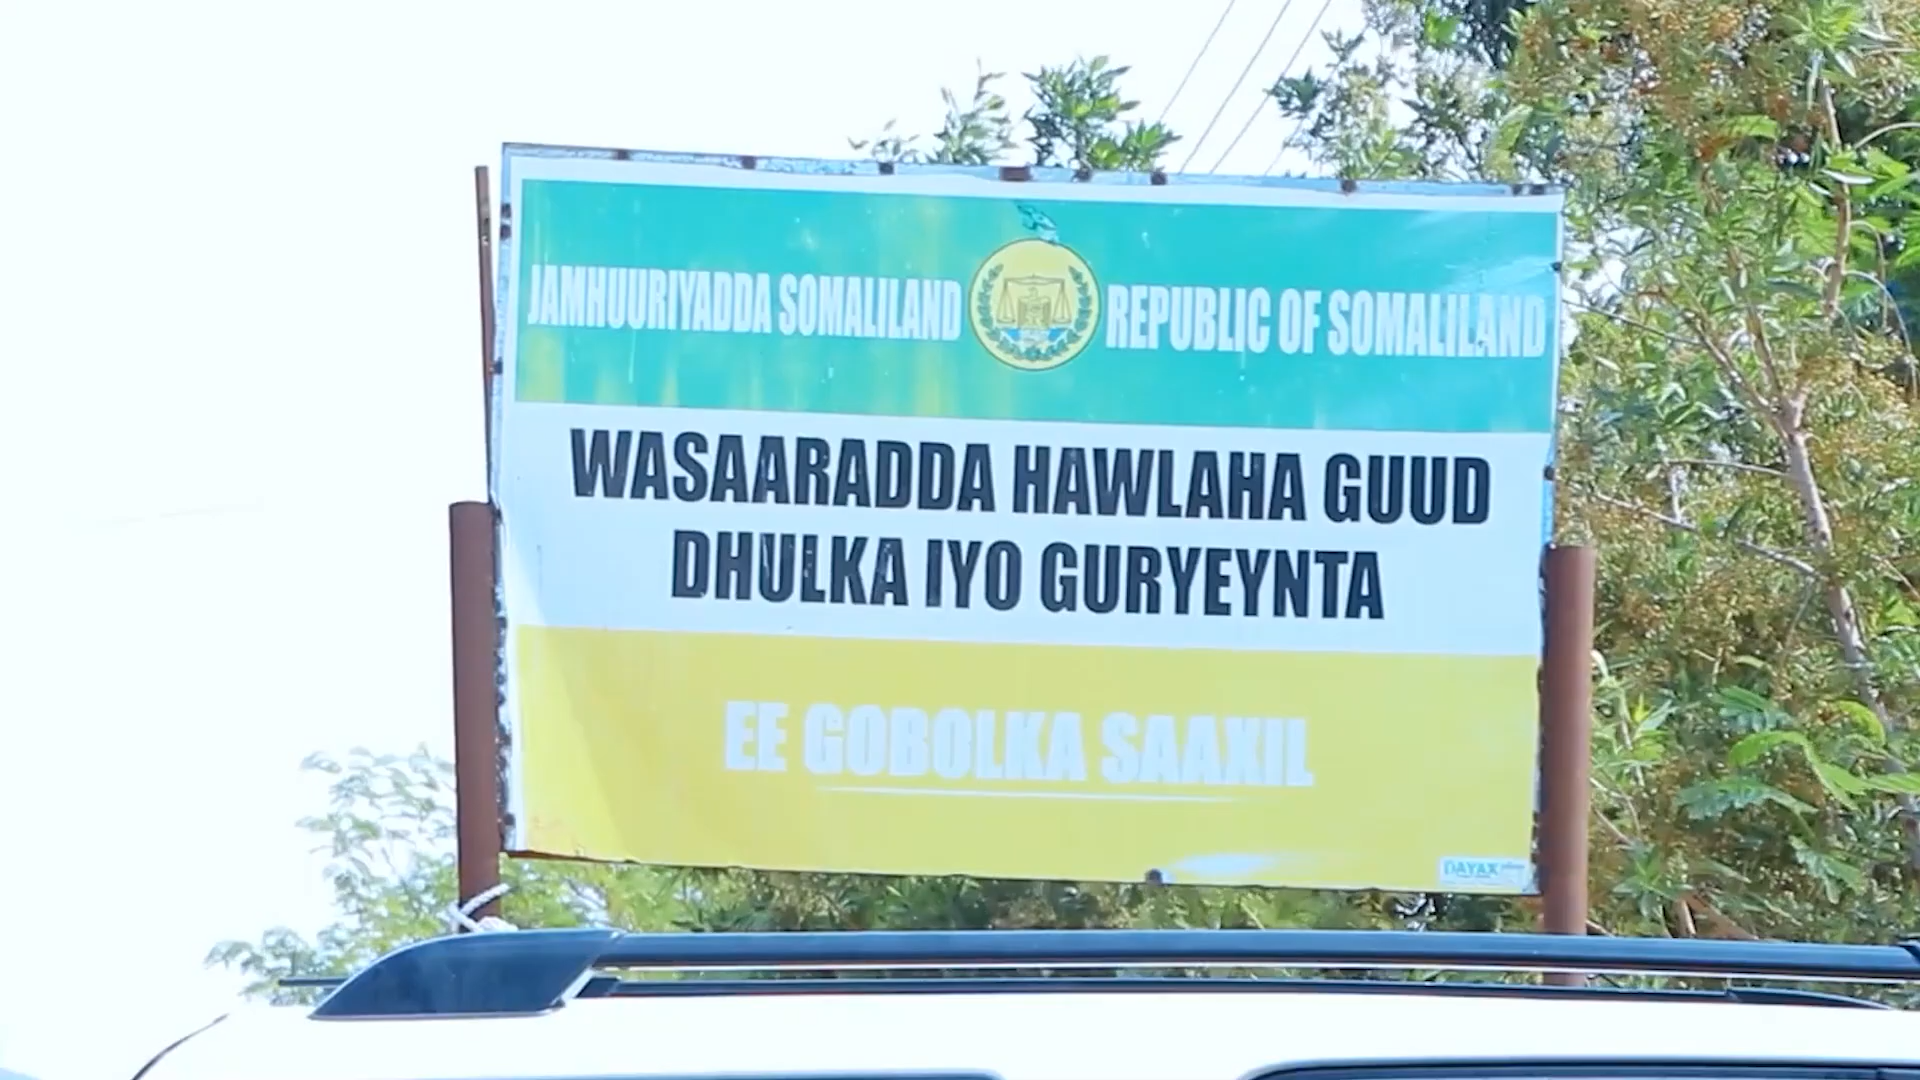 JAMHUURIYADDA SOMALILAND REPUBLIC OF SOMALILAND
WASAARADDA HAWLAHA GUUD
DHULKA IYO GURYEYNTA
EE GOBOLKA SAAXIL
DAYAX